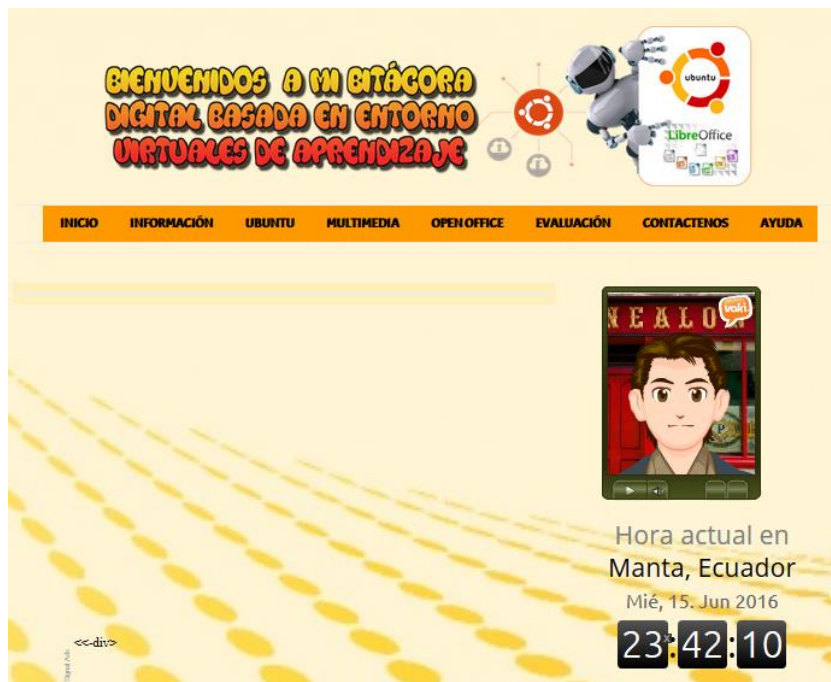 BIENVENIDOS A MI BITÁCORA
DIGITAL BASADA EN ENTORNO
VIRTUALES DE APRENDIZAJE
ubuntu
LibreOffice
INICIO INFORMACIÓN UBUNTU MULTIMEDIA OPEN OFFICE EVALUACIÓN CONTACTENOS AYUDA
NEALO
voki
P
Hora actual en
Manta, Ecuador
Mié, 15. Jun 2016
23:42:10
x
<<-div>